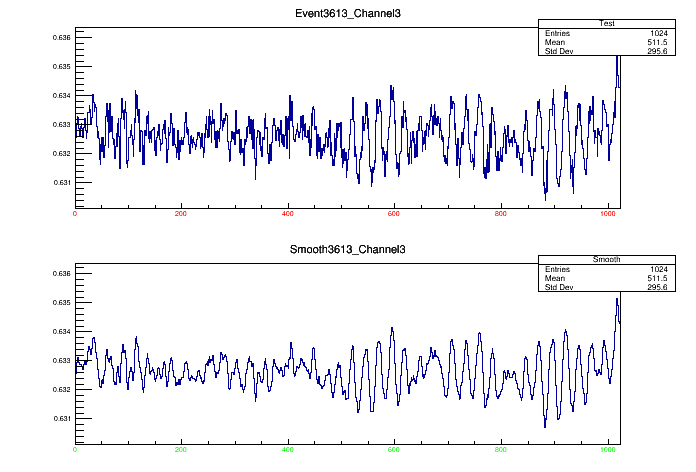 Event3613_Channel3
Test
Entries 1024
Mean 511.5
Std Dev 295.6
0.636
0.635
0.634
0.633
0.632
0.631
0 200 400 600 800 1000
Smooth3613_Channel3
Smooth
Entries 1024
Mean 511.5
Std Dev 295.6
0.636
0.635
0.634
0.633
0.632
0.631
0 200 400 600 800 1000